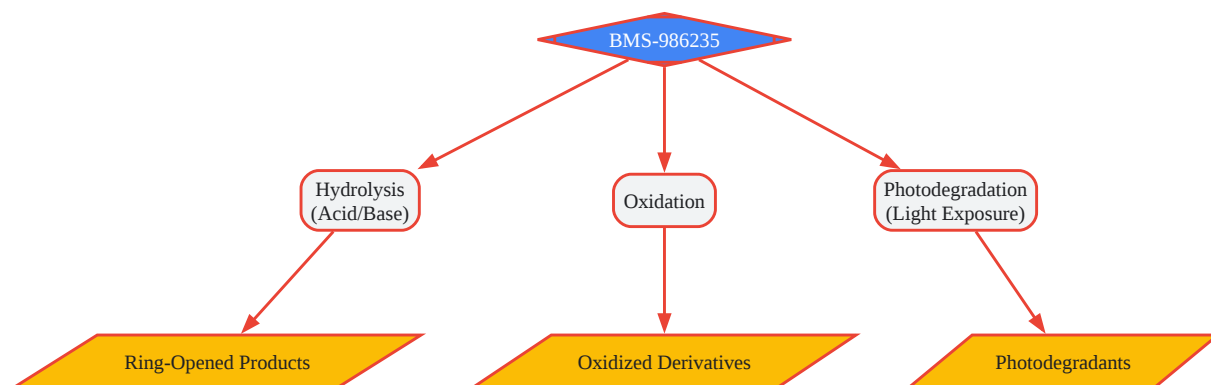 BMS-986235
Hydrolysis
(Acid/Base)
Oxidation
Photodegradation
(Light Exposure)
Ring-Opened Products
Oxidized Derivatives
Photodegradants